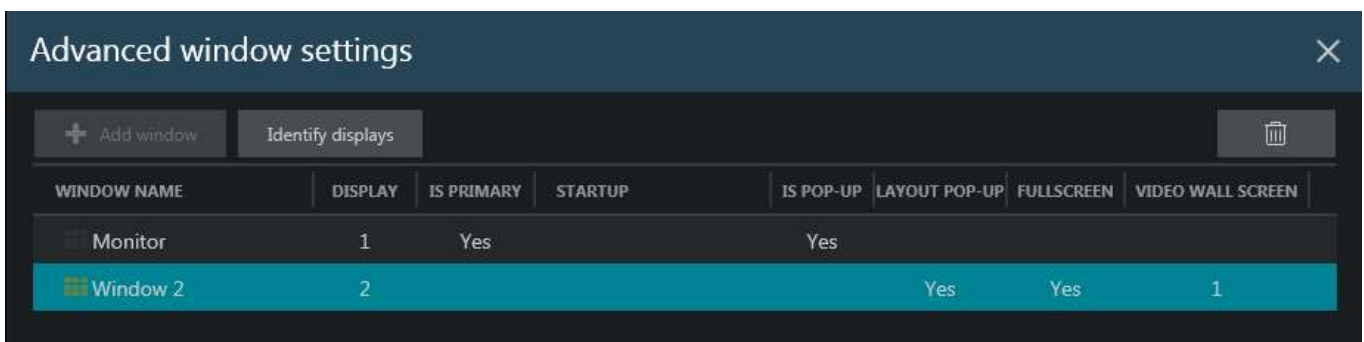 Advanced window settings
Add window Identify displays
WINDOW NAME DISPLAY IS PRIMARY STARTUP IS POP-UP LAYOUT POP-UP FULLSCREEN VIDEO WALL SCREEN
Monitor 1 Yes Yes
Window 2 2 Yes Yes 1